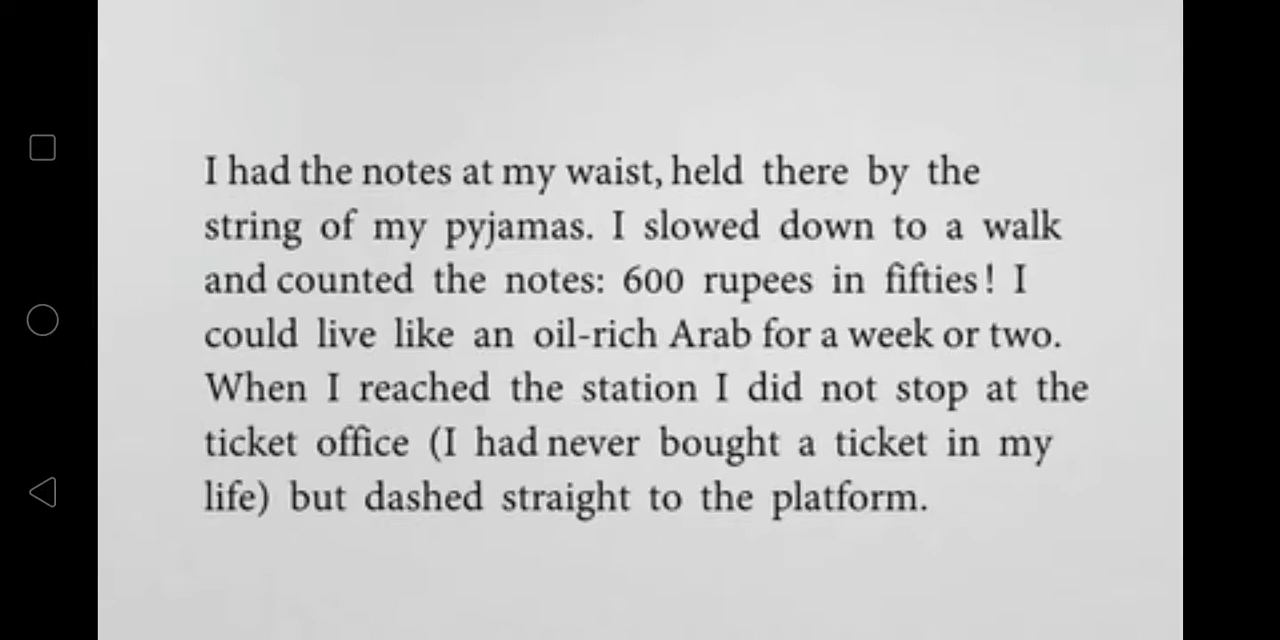 I had the notes at my waist, held there by the
string of my pyjamas. I slowed down to a walk
and counted the notes: 600 rupees in fifties! I
could live like an oil-rich Arab for a week or two.
When I reached the station I did not stop at the
ticket office (I had never bought a ticket in my
life) but dashed straight to the platform.